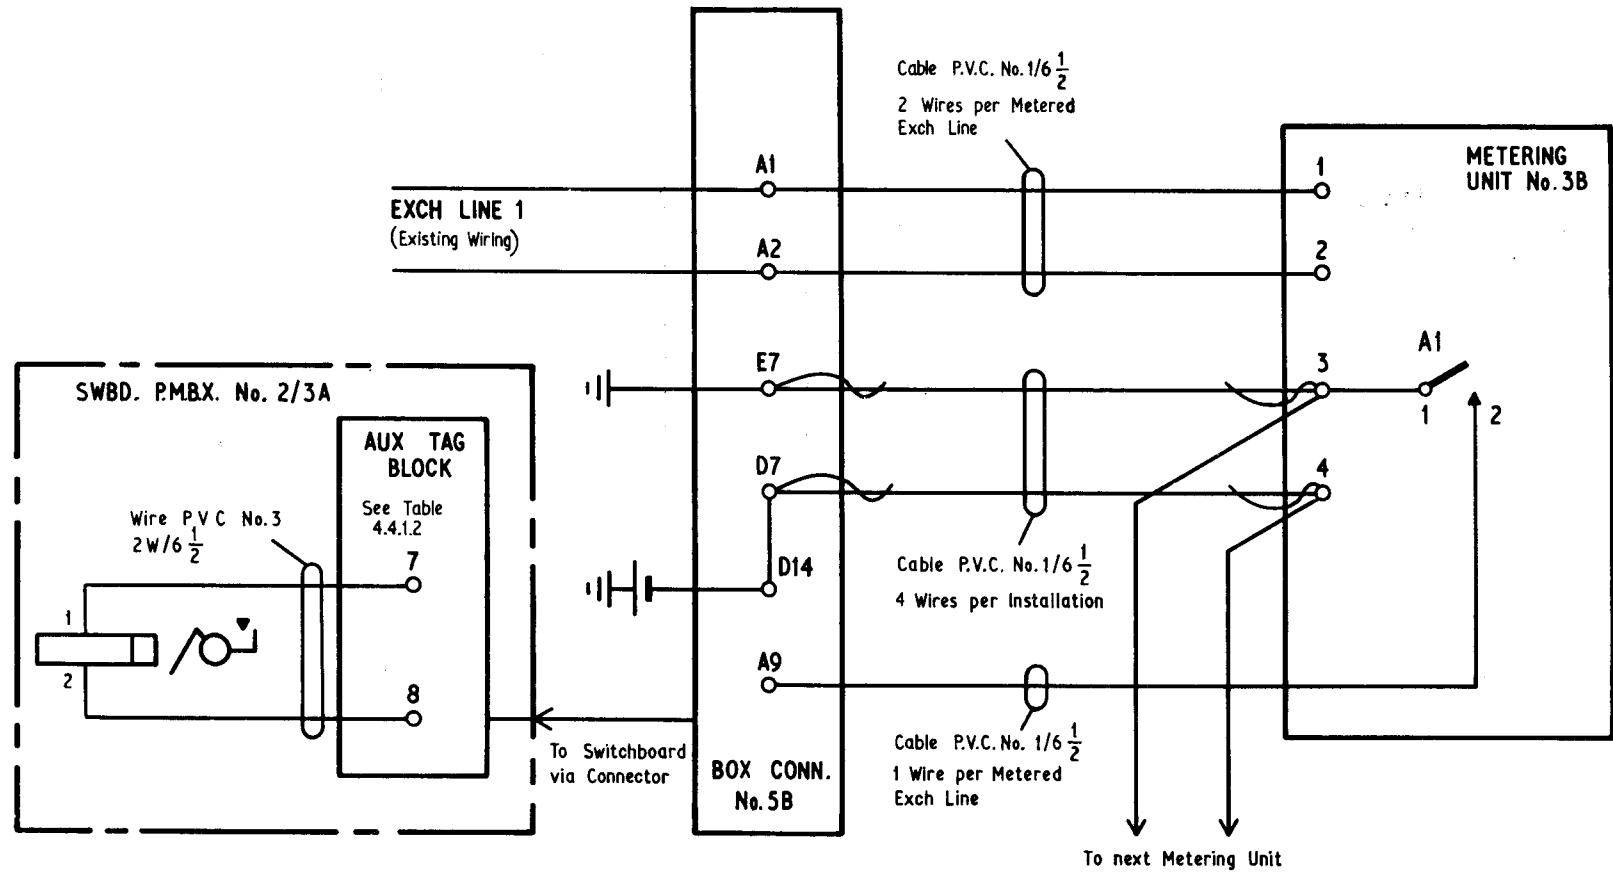 Cable P.V.C. No. 1/6 1/2
2 Wires per Metered
Exch Line
METERING
UNIT No. 3B
A1
1
EXCH LINE 1
(Existing Wiring)
A2
2
E7
3
A1
1
2
SWBD. P.M.B.X. No. 2/3A
AUX TAG
BLOCK
See Table
4.4.1.2
D7
4
Wire P V C No. 3
2W/6 1/2
7
D14
Cable P.V.C. No. 1/6 1/2
4 Wires per Installation
1
2
8
A9
To Switchboard
via Connector
BOX CONN.
No. 5B
Cable P.V.C. No. 1/6 1/2
1 Wire per Metered
Exch Line
To next Metering Unit